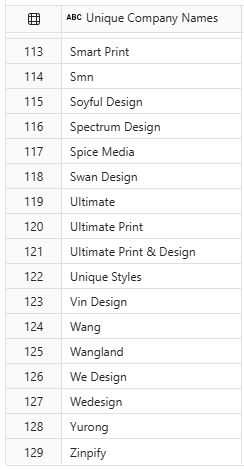 ABC Unique Company Names
113 Smart Print
114 Smn
115 Soyful Design
116 Spectrum Design
117 Spice Media
118 Swan Design
119 Ultimate
120 Ultimate Print
121 Ultimate Print & Design
122 Unique Styles
123 Vin Design
124 Wang
125 Wangland
126 We Design
127 Wedesign
128 Yurong
129 Zinpify